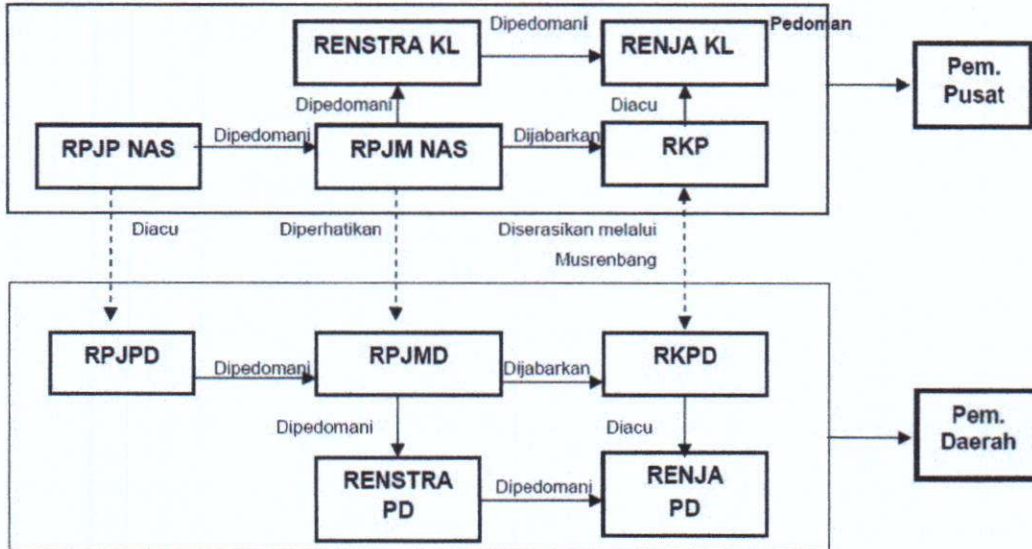 RENSTRA KL
Dipedomani
RENJA KL
Pedoman
Pem.
Pusat
Dipedomani
Diacu
RPJP NAS
Dipedomani
RPJM NAS
Dijabarkan
RKP
Diacu
Diperhatikan
Diserasikan melalui
Musrenbang
RPJPD
Dipedomani
RPJMD
Dijabarkan
RKPD
Pem.
Daerah
Dipedomani
Diacu
RENSTRA
PD
Dipedomani
RENJA
PD